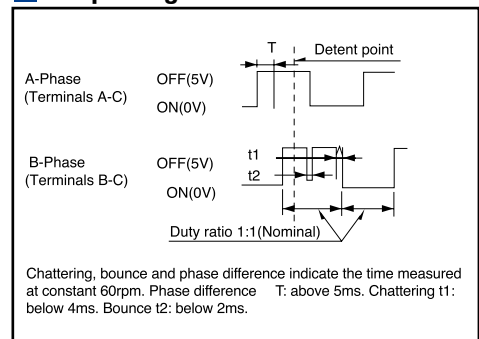 T
Detent point
A-Phase
(Terminals A-C)
OFF(5V)
ON(0V)
B-Phase
(Terminals B-C)
OFF(5V)
ON(0V)
t1
t2
Duty ratio 1:1(Nominal)
Chattering, bounce and phase difference indicate the time measured
at constant 60rpm. Phase difference T: above 5ms. Chattering t1:
below 4ms. Bounce t2: below 2ms.